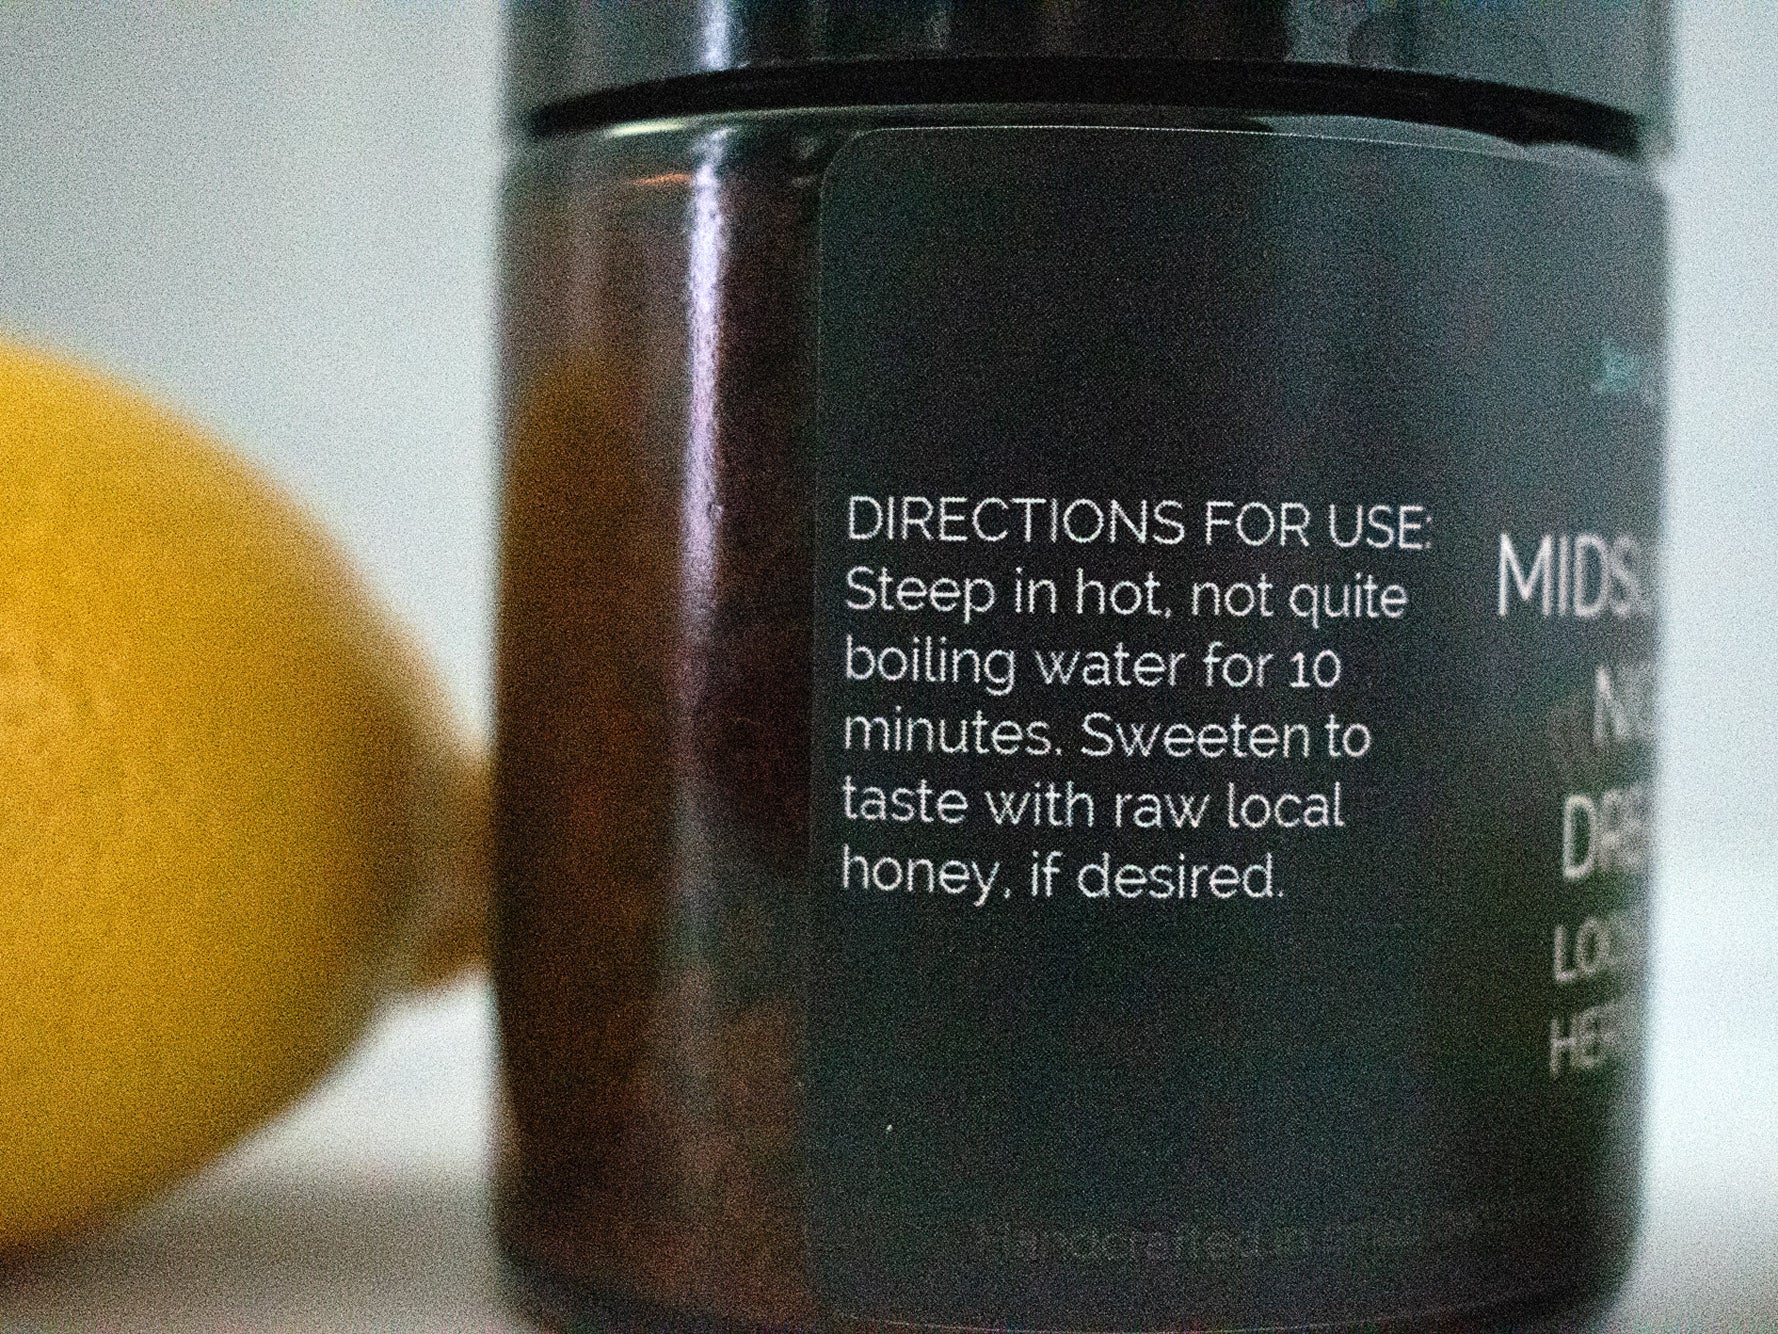 DIRECTIONS FOR USE:
Steep in hot, not quite
boiling water for 10
minutes. Sweeten to
taste with raw local
honey, if desired.
Handcrafted